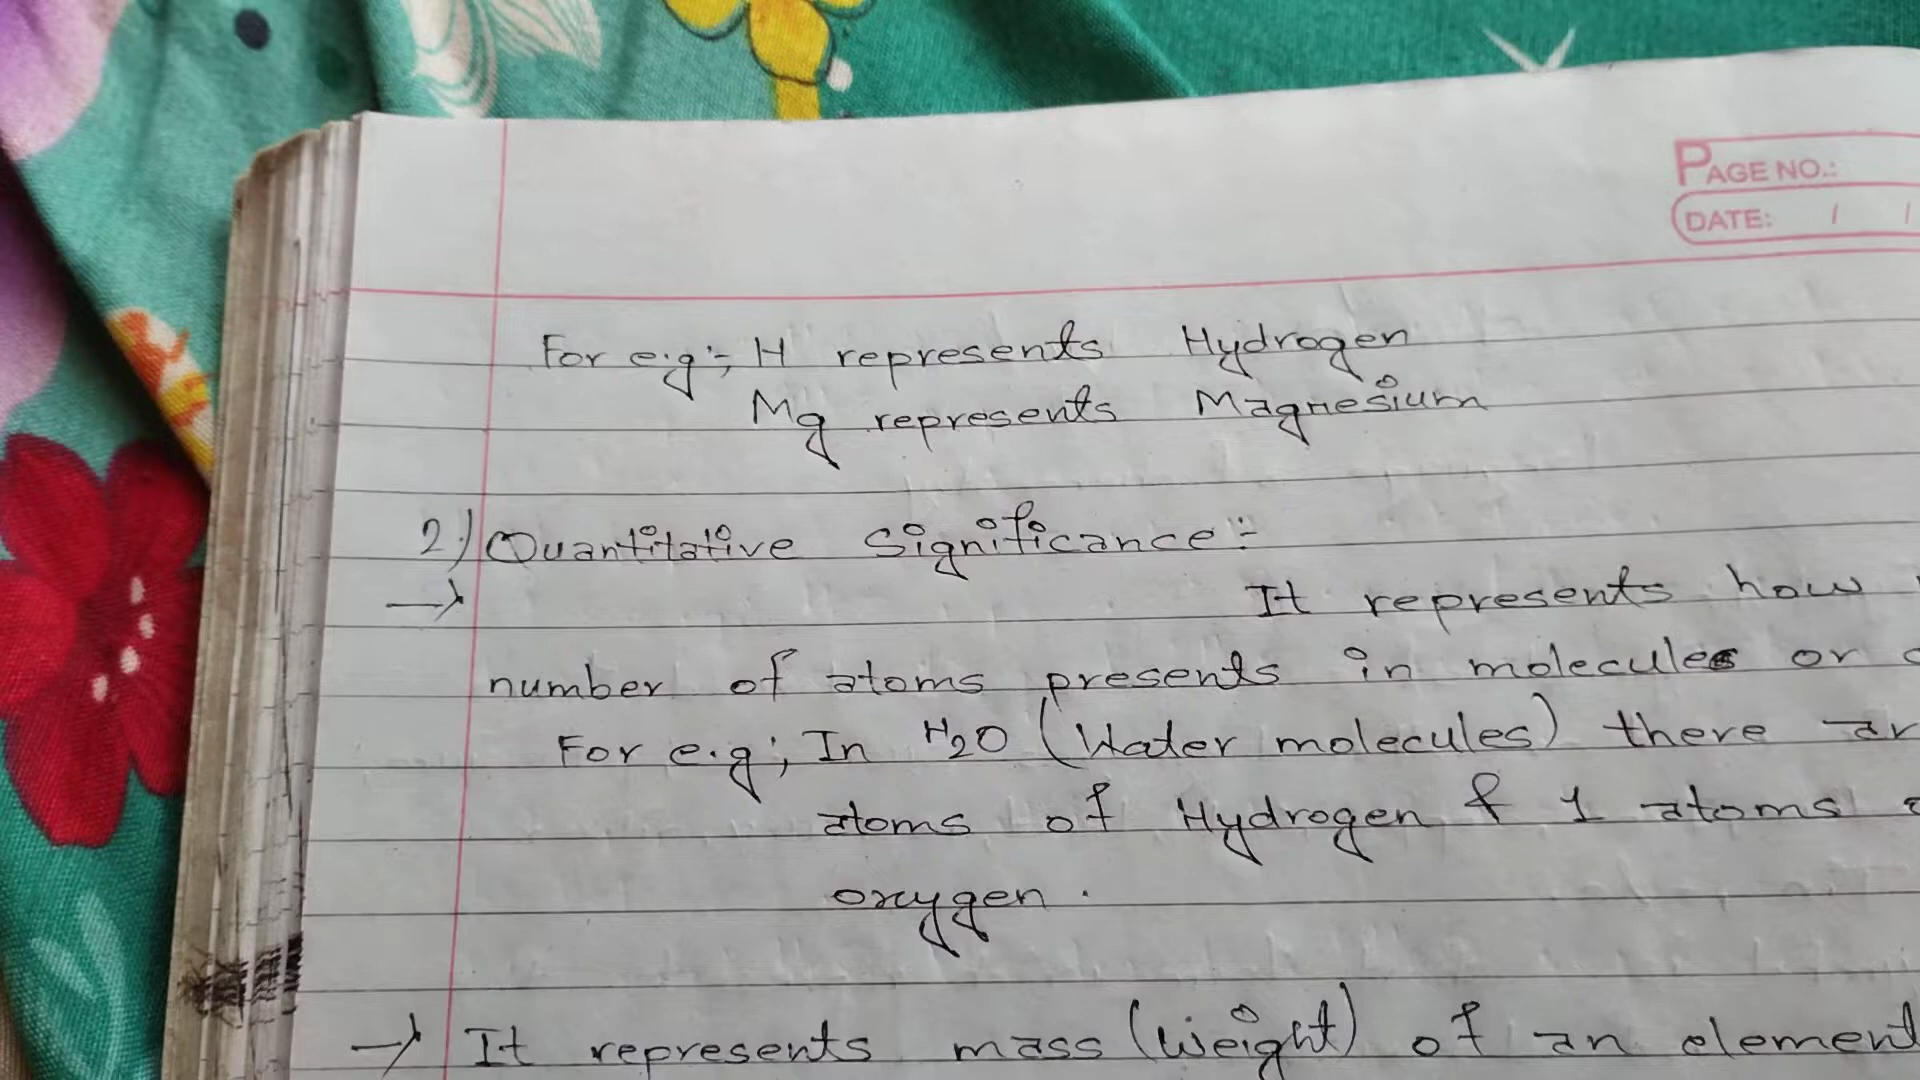 PAGE NO.:
DATE: / /
For e.g:- H represents Hydrogen
Mg represents Magnesium
2.) Quantitative Significance :-
→ It represents how
number of atoms presents in molecules or
For e.g:, In H2O (Water molecules) there ar
atoms of Hydrogen & 1 atoms
oxygen.
→ It represents mass (weight) of an element